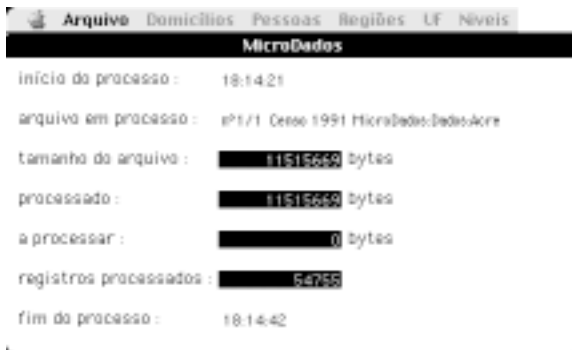 Arquivo Domicílios Pessoas Regiões UF Níveis
MicroDados
início do processo : 18:14:21
arquivo em processo : nº1/1 Censo 1991 MicroDados:Dados:Acre
tamanho do arquivo : 11515669 bytes
processado : 11515669 bytes
a processar : 0 bytes
registros processados : 54755
fim do processo : 18:14:42